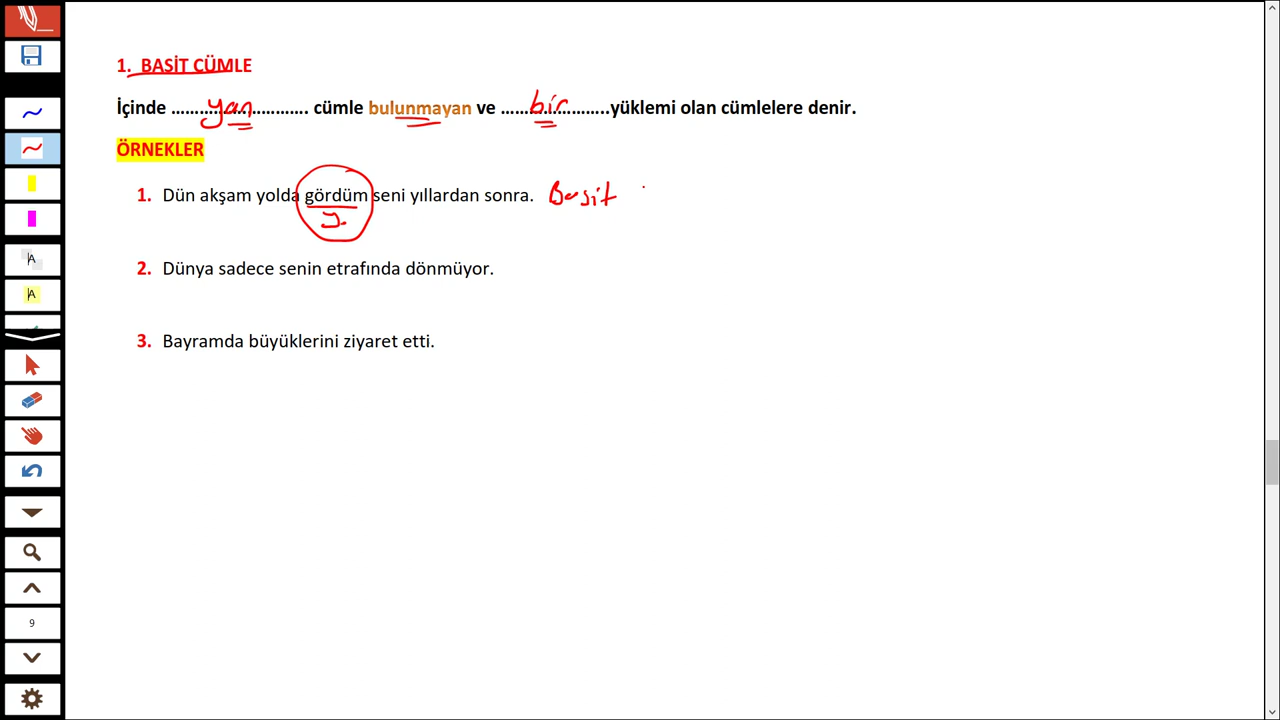 1. BASİT CÜMLE
İçinde ........yan............ cümle bulunmayan ve ......bir..........yüklemi olan cümlelere denir.
ÖRNEKLER
1. Dün akşam yolda gördüm seni yıllardan sonra. Basit
y.
2. Dünya sadece senin etrafında dönmüyor.
3. Bayramda büyüklerini ziyaret etti.
A
A
9